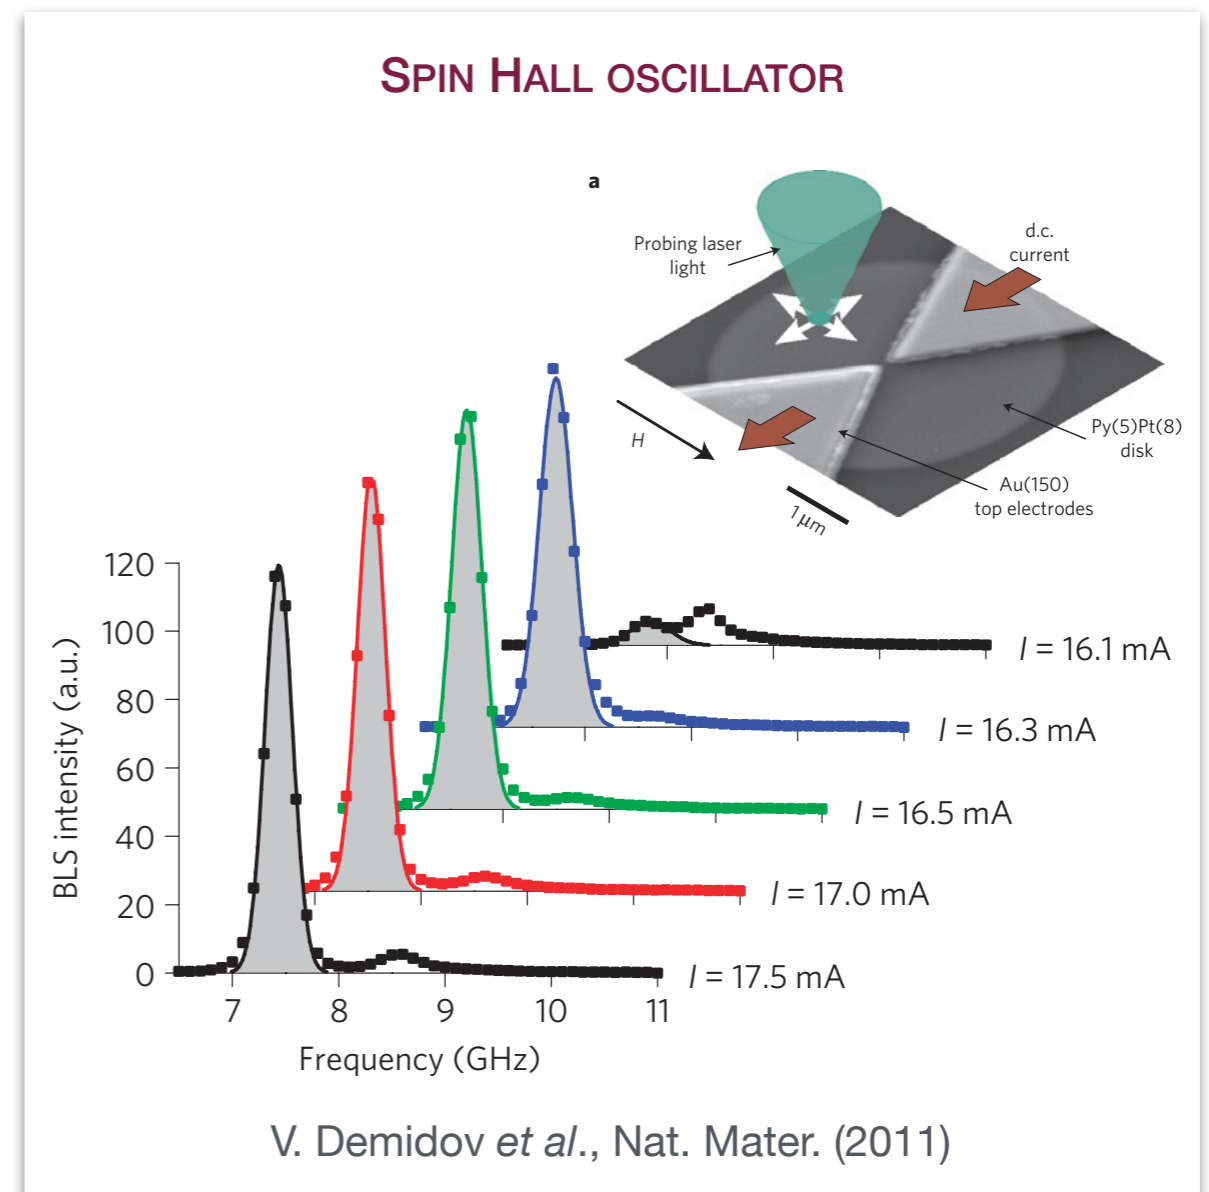 SPIN HALL OSCILLATOR
a
Probing laser
light
d.c.
current
H
Py(5)Pt(8)
disk
Au(150)
top electrodes
1 μm
BLS intensity (a.u.)
120
100
80
60
40
20
0
I = 16.1 mA
I = 16.3 mA
I = 16.5 mA
I = 17.0 mA
I = 17.5 mA
7 8 9 10 11
Frequency (GHz)
V. Demidov et al., Nat. Mater. (2011)